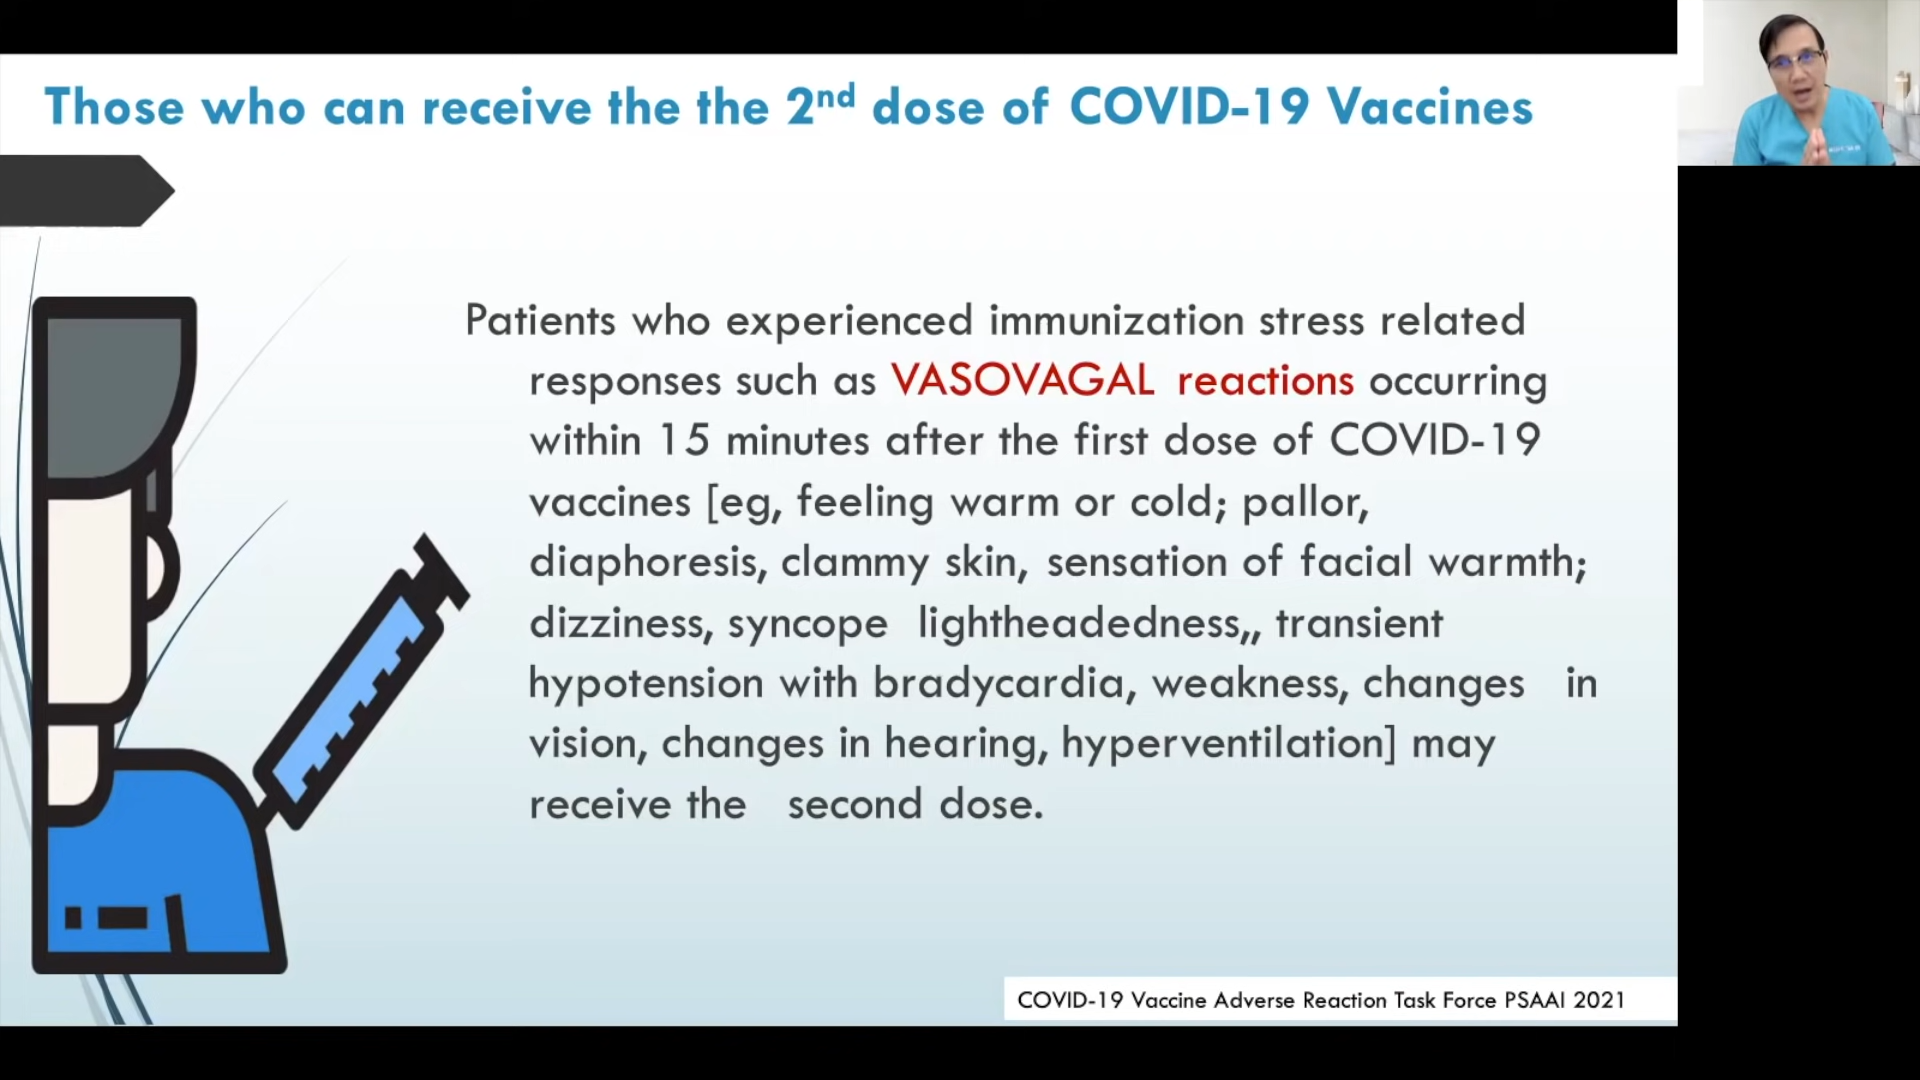 Those who can receive the the 2nd dose of COVID-19 Vaccines
Patients who experienced immunization stress related
responses such as VASOVAGAL reactions occurring
within 15 minutes after the first dose of COVID-19
vaccines [eg, feeling warm or cold; pallor,
diaphoresis, clammy skin, sensation of facial warmth;
dizziness, syncope lightheadedness,, transient
hypotension with bradycardia, weakness, changes in
vision, changes in hearing, hyperventilation] may
receive the second dose.
COVID-19 Vaccine Adverse Reaction Task Force PSAAI 2021